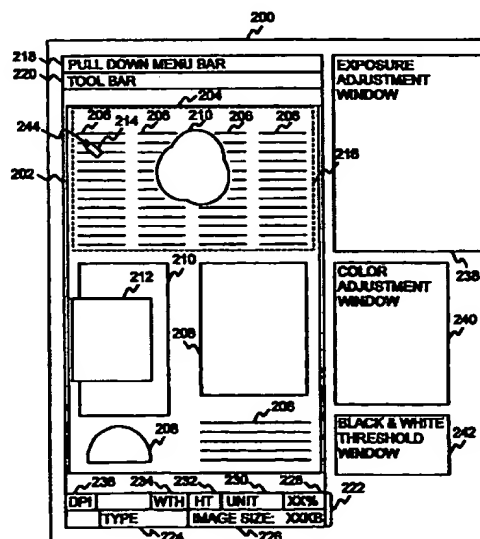 200
218
PULL DOWN MENU BAR
220
TOOL BAR
EXPOSURE
ADJUSTMENT
WINDOW
204
206 206 210 206 206
244 214
202
216
238
210
212
208
COLOR
ADJUSTMENT
WINDOW
240
206
208
BLACK & WHITE
THRESHOLD
WINDOW
242
236 234 232 230 228
DPI WTH HT UNIT XX%
222
TYPE IMAGE SIZE: XXKB
224 226